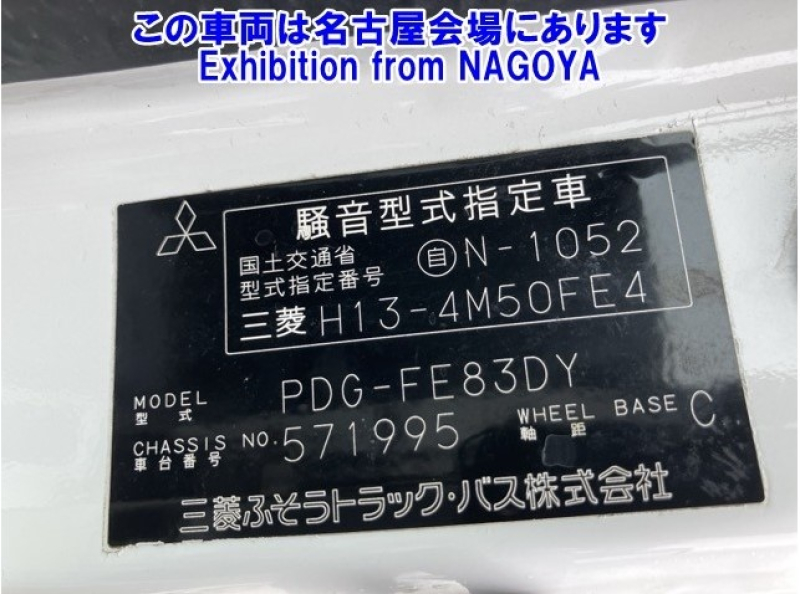 この車両は名古屋会場にあります
Exhibition from NAGOYA
騒音型式指定車
国土交通省
型式指定番号 自 N-1052
三菱 H13-4M50FE4
MODEL
型式 PDG-FE83DY
CHASSIS NO.
車台番号 571995
WHEEL BASE
軸距 C
三菱ふそうトラック・バス株式会社